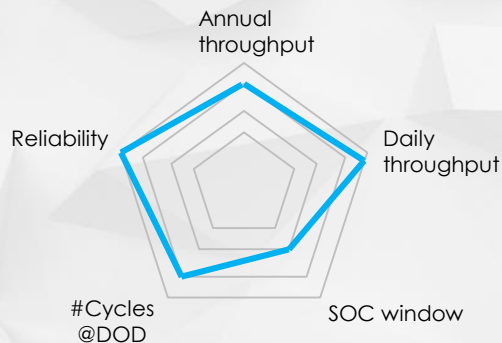 Annual
throughput
Reliability
Daily
throughput
#Cycles
@DOD
SOC window